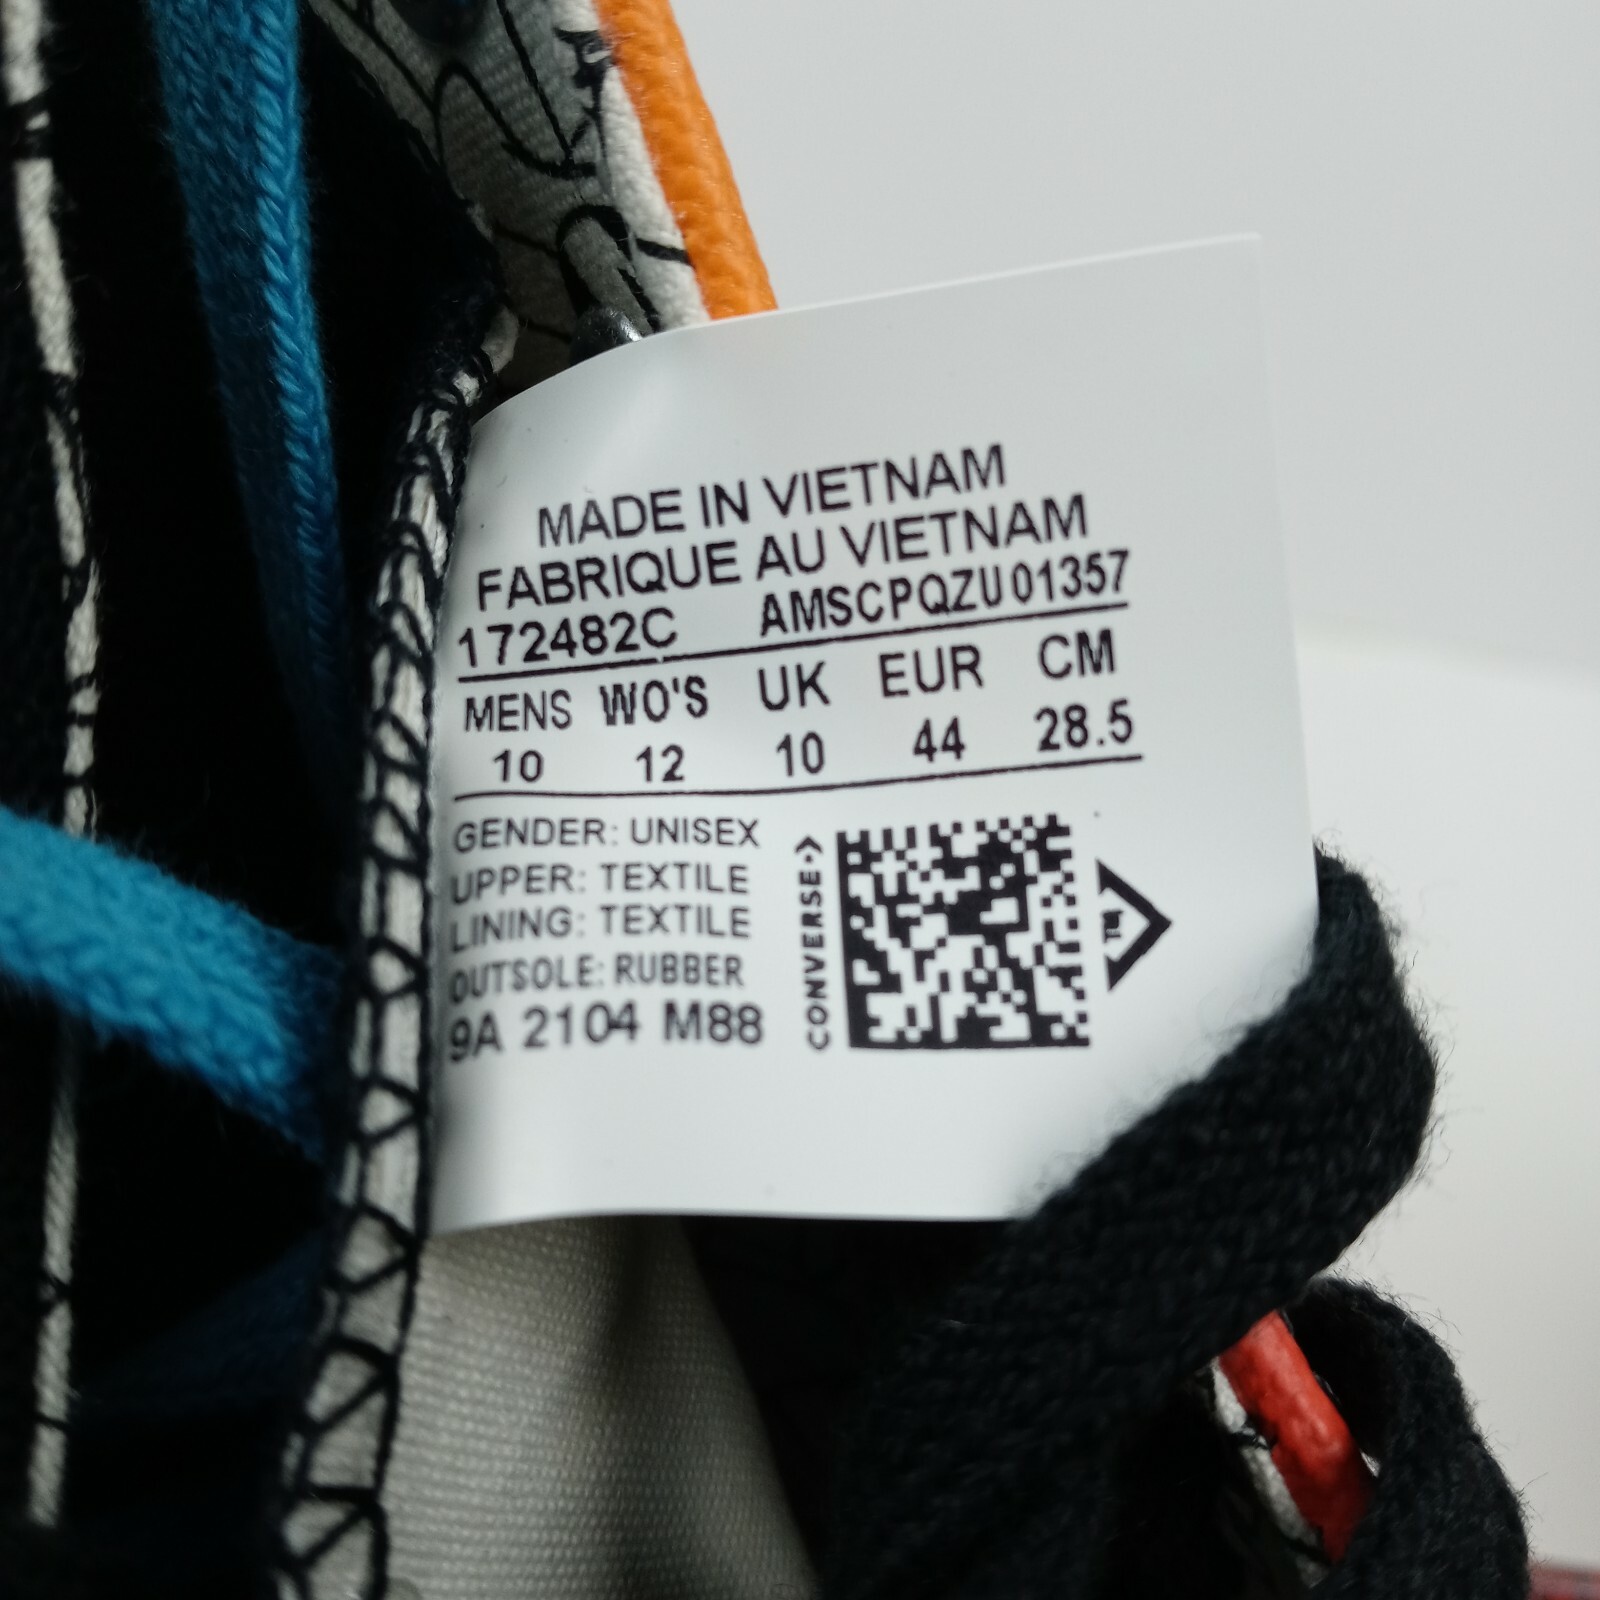 MADE IN VIETNAM
FABRIQUE AU VIETNAM
172482C AMSCPQZU01357
MENS WO'S UK EUR CM
10 12 10 44 28.5
GENDER: UNISEX
UPPER: TEXTILE
LINING: TEXTILE
OUTSOLE: RUBBER
9A 2104 M88
CONVERSE